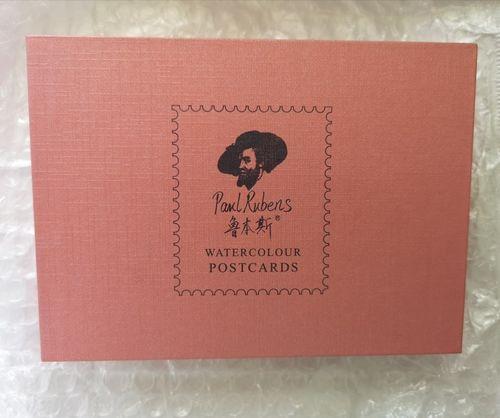 Paul Rubens
鲁本斯®
WATERCOLOUR
POSTCARDS